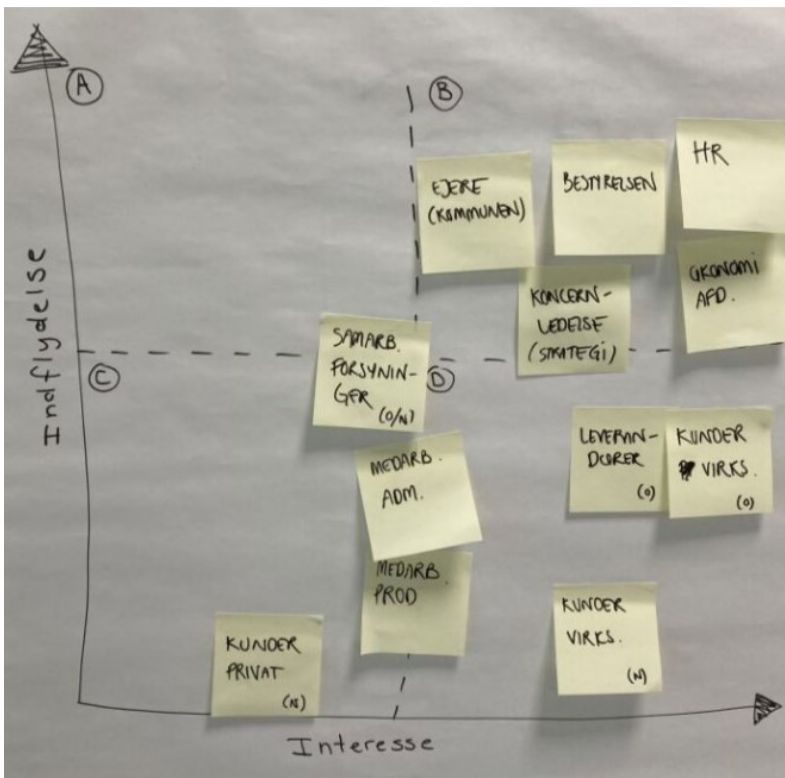 A
B
EJERE
(KOMMUNEN)
BESTYRELSEN
HR
KONCERN-
LEDELSE
(STRATEGI)
ØKONOMI
AFD.
Indflydelse
C
SAMARB.
FORSYNIN-
GER
(O/N)
D
MEDARB.
ADM.
LEVERAN-
DØRER
(O)
KUNDER
VIRKS.
(O)
MEDARB.
PROD
KUNDER
PRIVAT
(N)
KUNDER
VIRKS.
(N)
Interesse